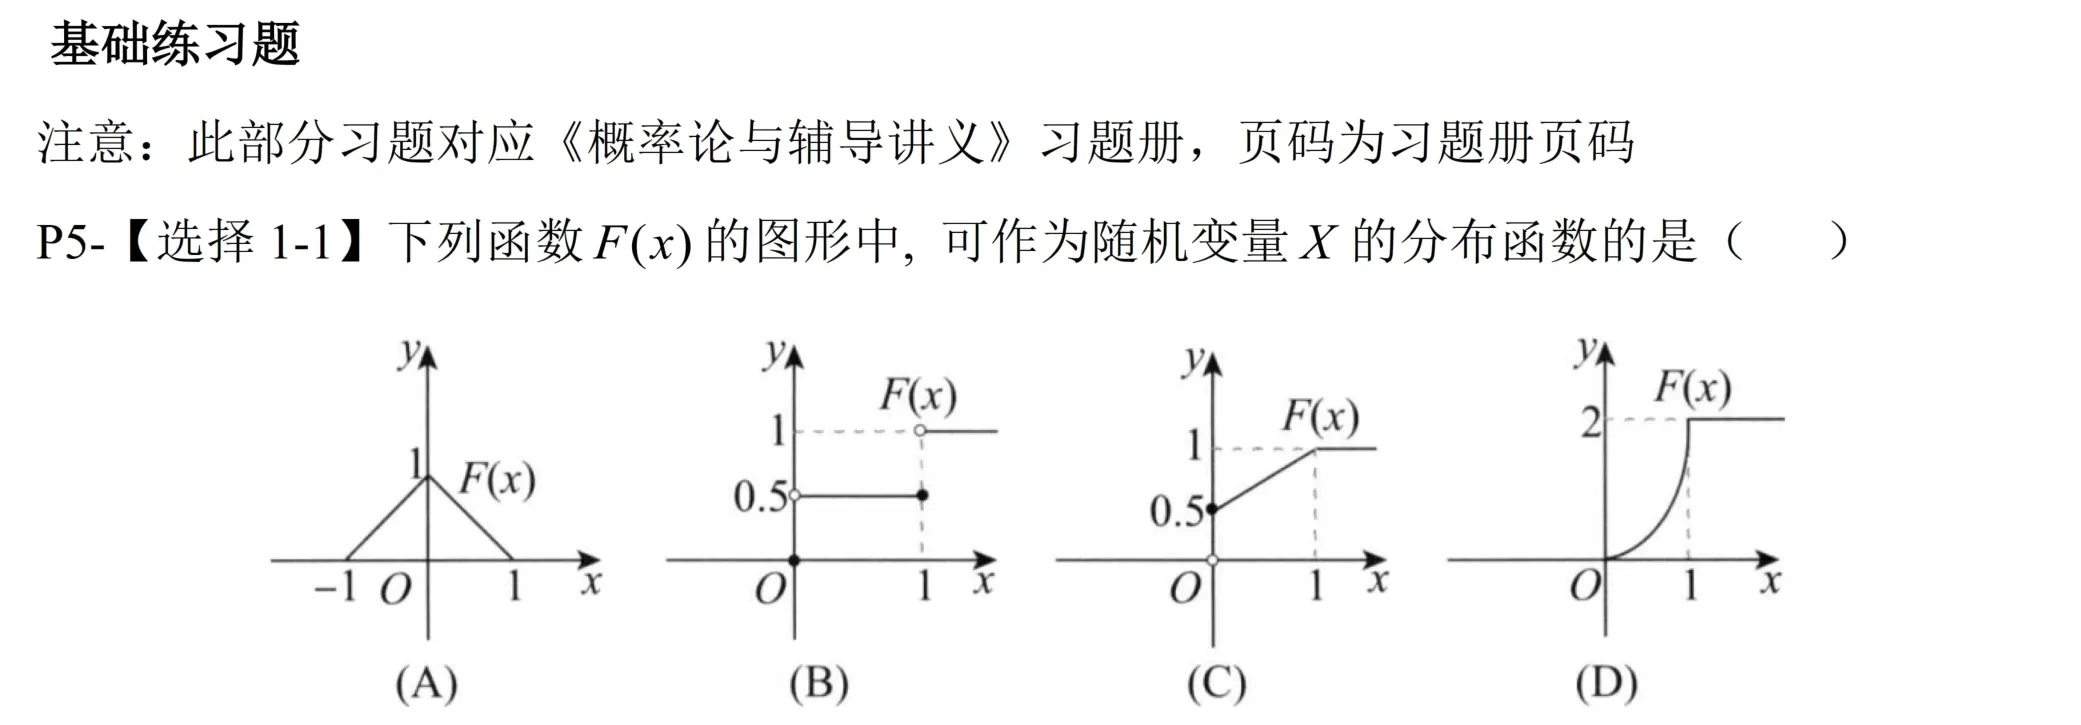 基础练习题
注意：此部分习题对应《概率论与辅导讲义》习题册，页码为习题册页码
P5-【选择 1-1】下列函数 F(x) 的图形中, 可作为随机变量 X 的分布函数的是（　　）
y 1 F(x) -1 O 1 x
(A)
y F(x) 1 0.5 O 1 x
(B)
y F(x) 1 0.5 O 1 x
(C)
y F(x) 2 O 1 x
(D)